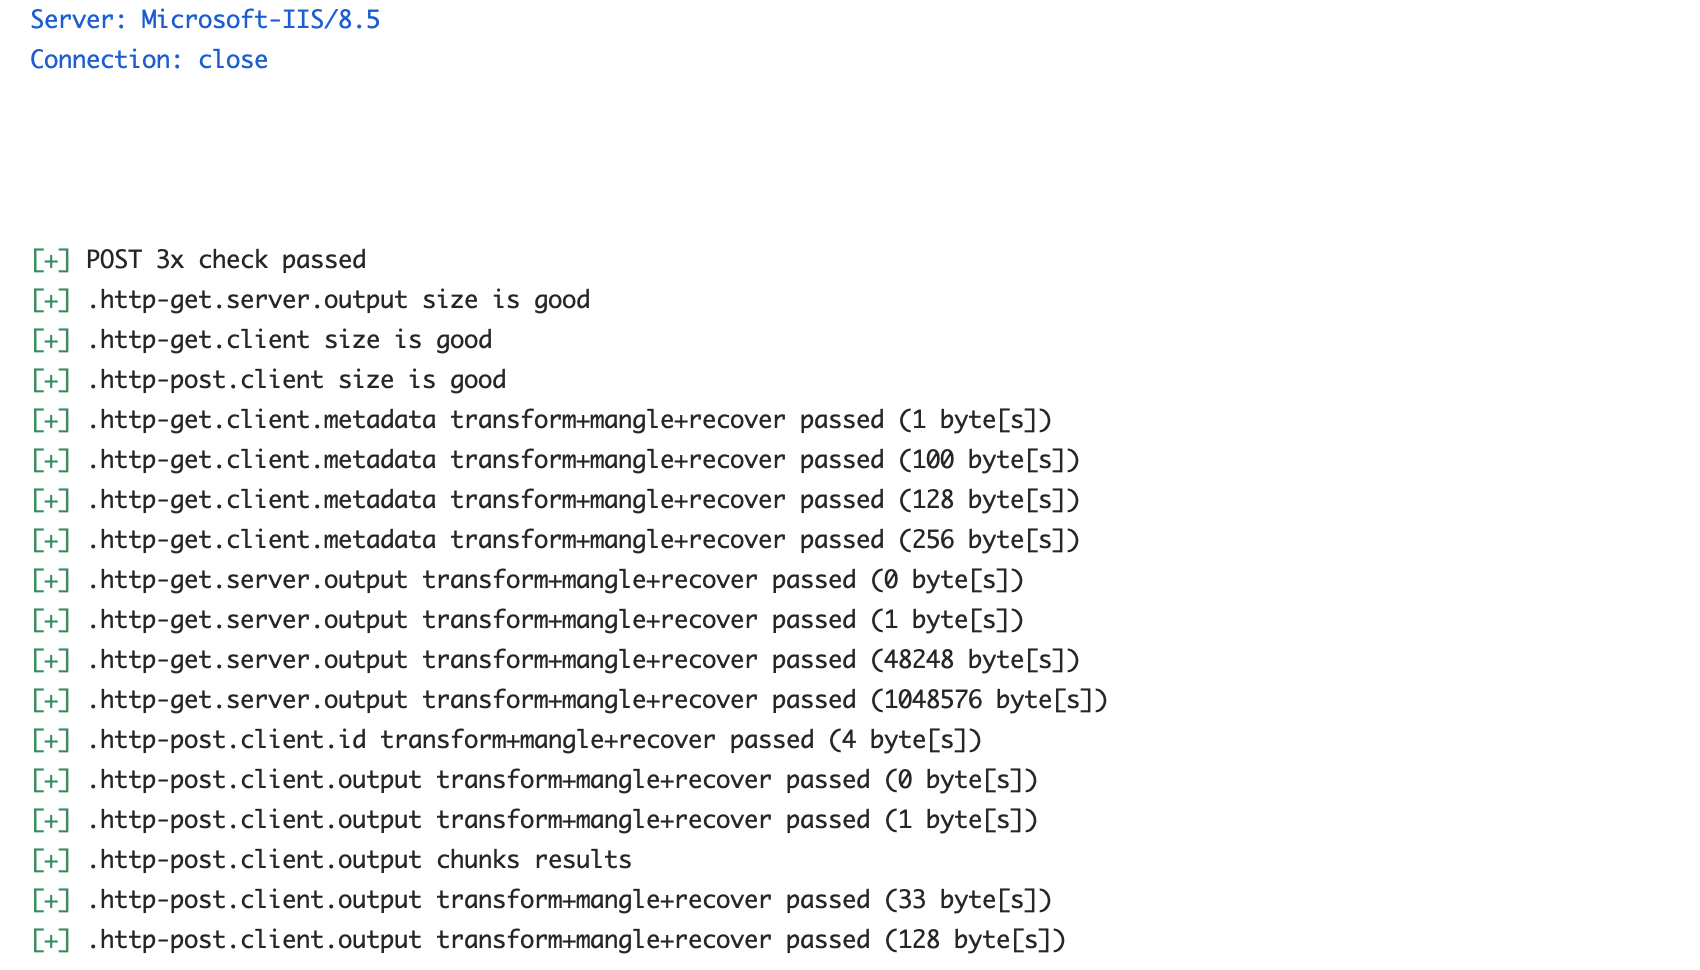 Server: Microsoft-IIS/8.5
Connection: close
[+] POST 3x check passed
[+] .http-get.server.output size is good
[+] .http-get.client size is good
[+] .http-post.client size is good
[+] .http-get.client.metadata transform+mangle+recover passed (1 byte[s])
[+] .http-get.client.metadata transform+mangle+recover passed (100 byte[s])
[+] .http-get.client.metadata transform+mangle+recover passed (128 byte[s])
[+] .http-get.client.metadata transform+mangle+recover passed (256 byte[s])
[+] .http-get.server.output transform+mangle+recover passed (0 byte[s])
[+] .http-get.server.output transform+mangle+recover passed (1 byte[s])
[+] .http-get.server.output transform+mangle+recover passed (48248 byte[s])
[+] .http-get.server.output transform+mangle+recover passed (1048576 byte[s])
[+] .http-post.client.id transform+mangle+recover passed (4 byte[s])
[+] .http-post.client.output transform+mangle+recover passed (0 byte[s])
[+] .http-post.client.output transform+mangle+recover passed (1 byte[s])
[+] .http-post.client.output chunks results
[+] .http-post.client.output transform+mangle+recover passed (33 byte[s])
[+] .http-post.client.output transform+mangle+recover passed (128 byte[s])